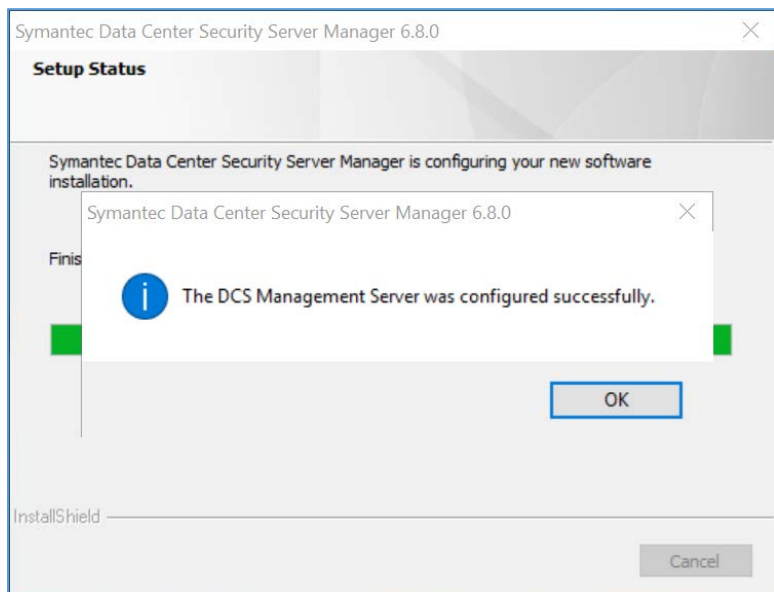 Symantec Data Center Security Server Manager 6.8.0
Setup Status
Symantec Data Center Security Server Manager is configuring your new software
installation.
Symantec Data Center Security Server Manager 6.8.0
Finis
The DCS Management Server was configured successfully.
OK
InstallShield
Cancel